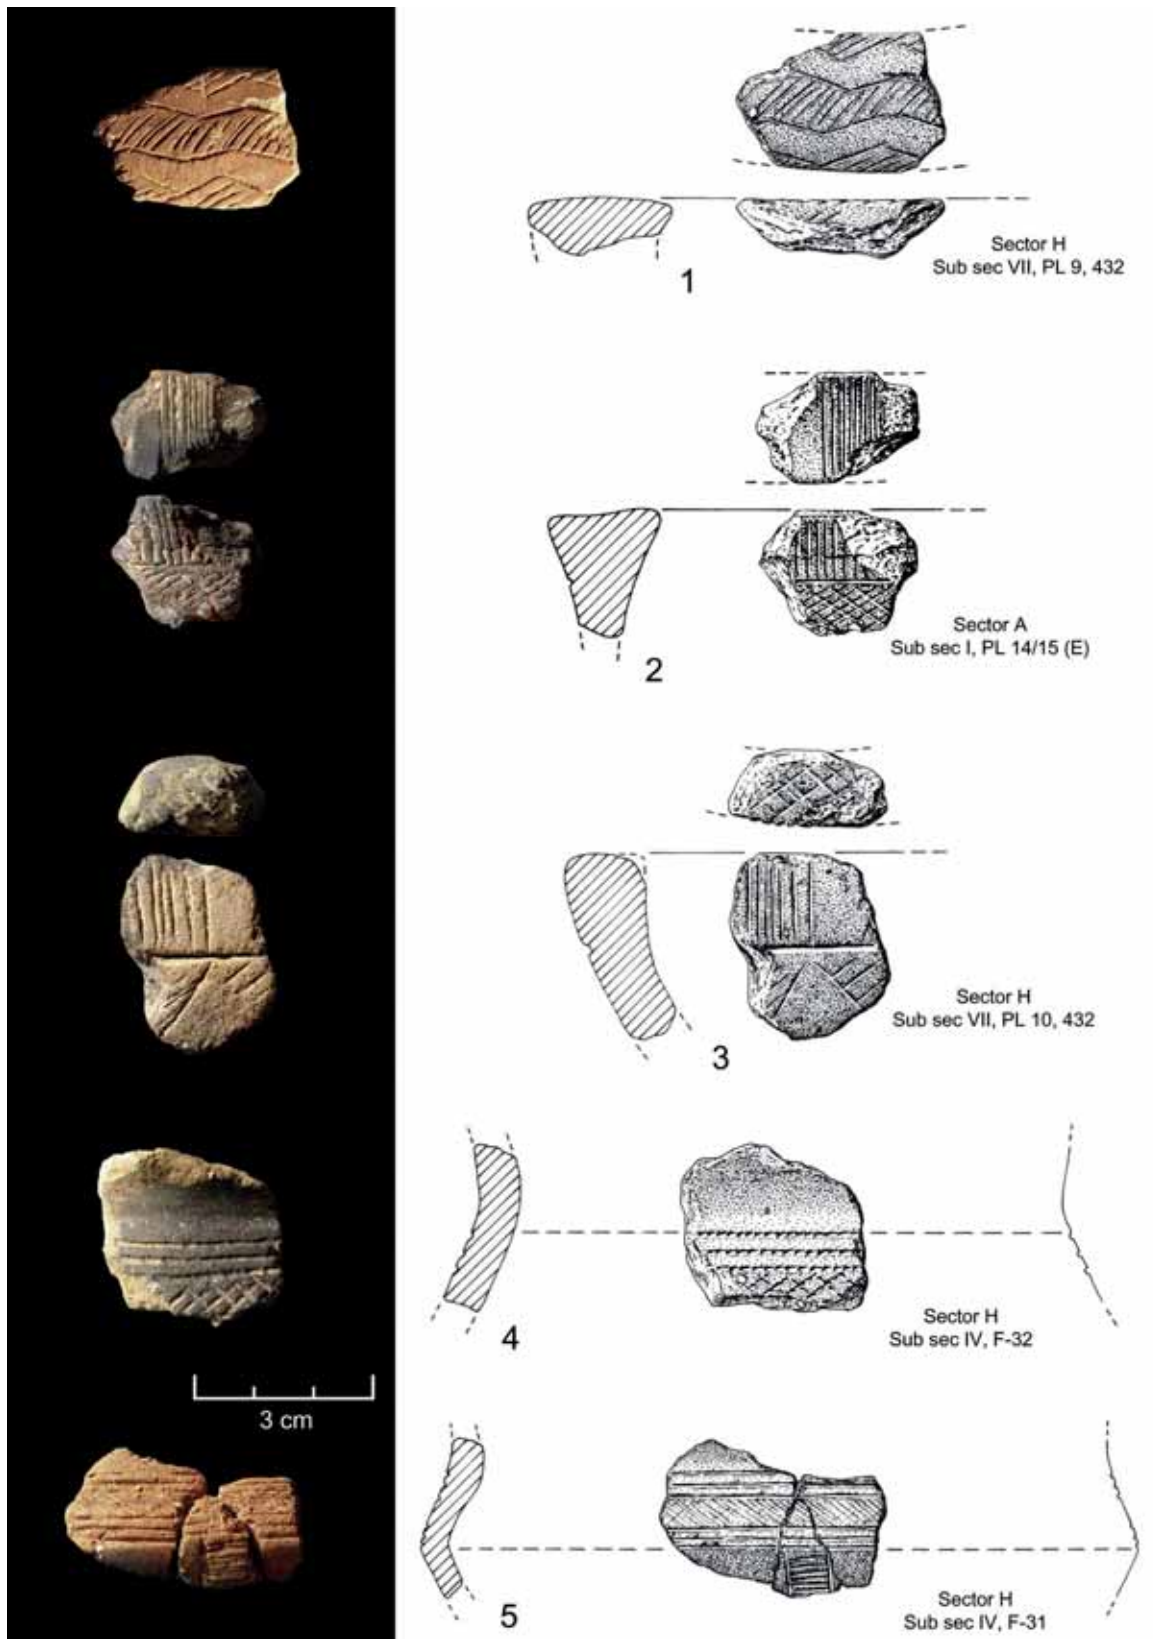 Sector H
Sub sec VII, PL 9, 432
1
Sector A
Sub sec I, PL 14/15 (E)
2
Sector H
Sub sec VII, PL 10, 432
3
Sector H
Sub sec IV, F-32
4
3 cm
Sector H
Sub sec IV, F-31
5